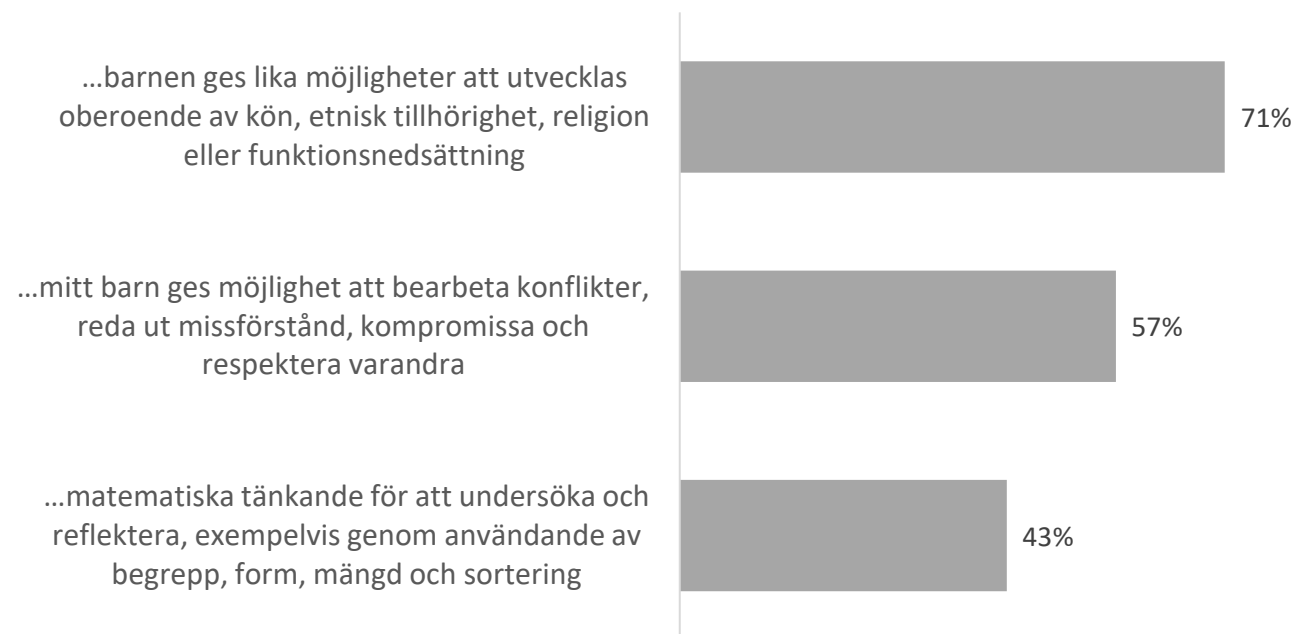 …barnen ges lika möjligheter att utvecklas
oberoende av kön, etnisk tillhörighet, religion
eller funktionsnedsättning
71%
…mitt barn ges möjlighet att bearbeta konflikter,
reda ut missförstånd, kompromissa och
respektera varandra
57%
…matematiska tänkande för att undersöka och
reflektera, exempelvis genom användande av
begrepp, form, mängd och sortering
43%